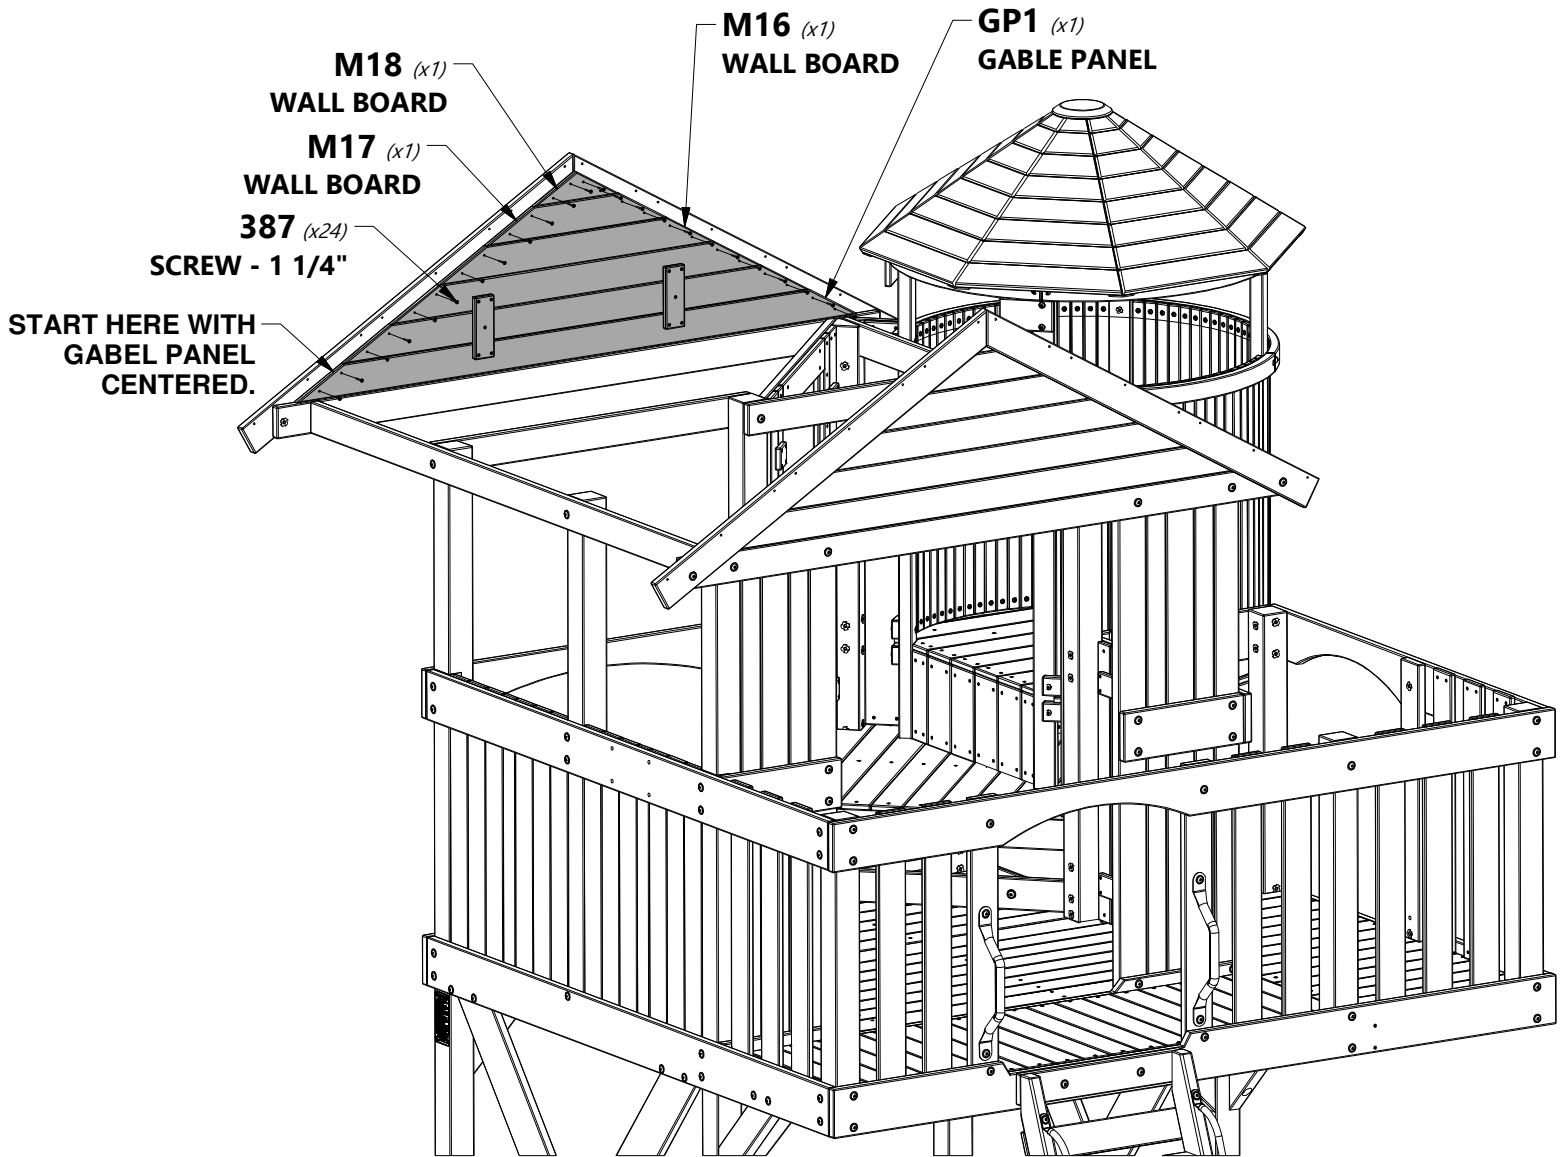 M16 (x1)
WALL BOARD
GP1 (x1)
GABLE PANEL
M18 (x1)
WALL BOARD
M17 (x1)
WALL BOARD
387 (x24)
SCREW - 1 1/4"
START HERE WITH
GABEL PANEL
CENTERED.